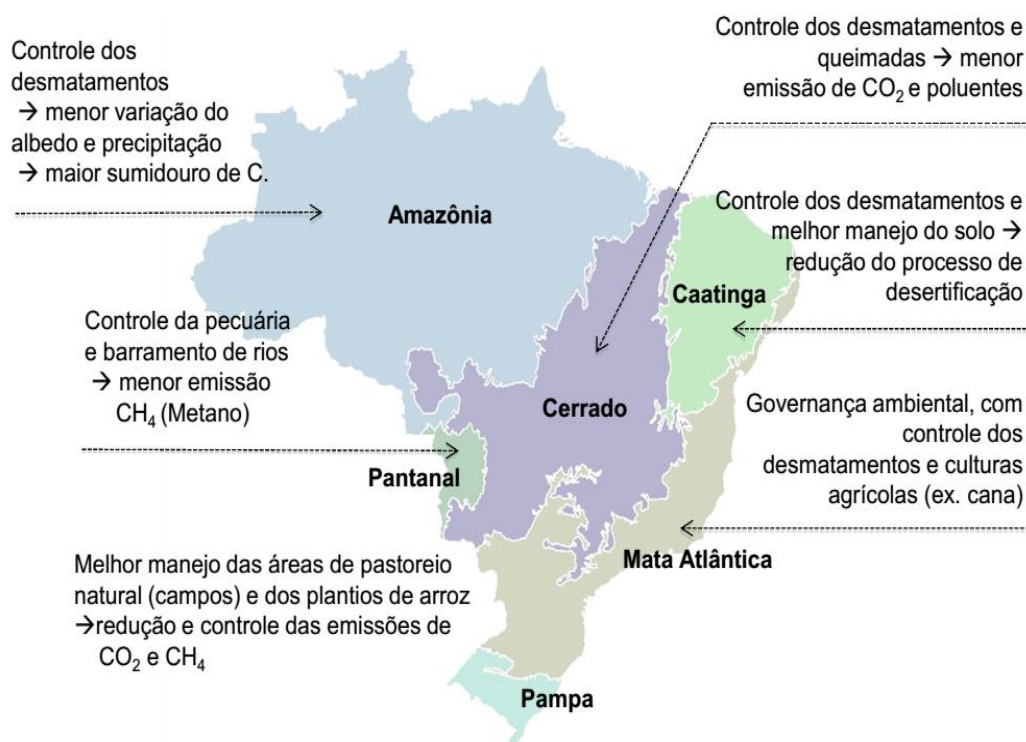 Controle dos
desmatamentos
→ menor variação do
albedo e precipitação
→ maior sumidouro de C.
Controle dos desmatamentos e
queimadas → menor
emissão de CO₂ e poluentes
Amazônia
Controle dos desmatamentos e
melhor manejo do solo →
redução do processo de
desertificação
Caatinga
Controle da pecuária
e barramento de rios
→ menor emissão
CH₄ (Metano)
Cerrado
Governança ambiental, com
controle dos
desmatamentos e culturas
agrícolas (ex. cana)
Pantanal
Mata Atlântica
Melhor manejo das áreas de pastoreio
natural (campos) e dos plantios de arroz
→redução e controle das emissões de
CO₂ e CH₄
Pampa